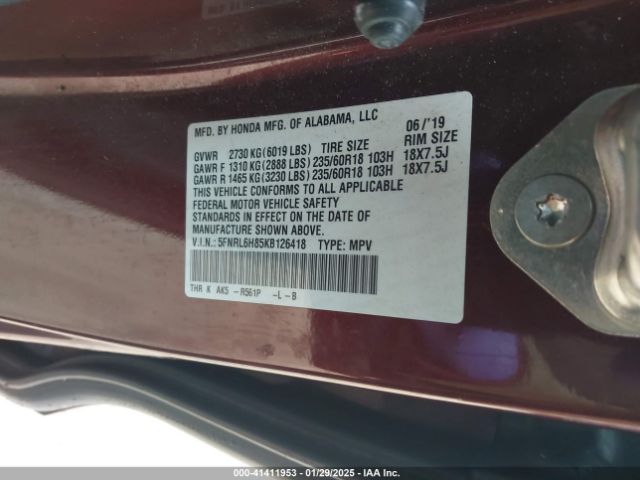 MFD. BY HONDA MFG. OF ALABAMA, LLC 06/'19
GVWR 2730 KG(6019 LBS) TIRE SIZE RIM SIZE
GAWR F 1310 KG(2888 LBS) 235/60R18 103H 18X7.5J
GAWR R 1465 KG(3230 LBS) 235/60R18 103H 18X7.5J
THIS VEHICLE CONFORMS TO ALL APPLICABLE
FEDERAL MOTOR VEHICLE SAFETY
STANDARDS IN EFFECT ON THE DATE OF
MANUFACTURE SHOWN ABOVE.
V.I.N.: 5FNRL6H85KB126418 TYPE: MPV
THR K AK5 -R561P -L-B
000-41411953 - 01/29/2025 - IAA Inc.